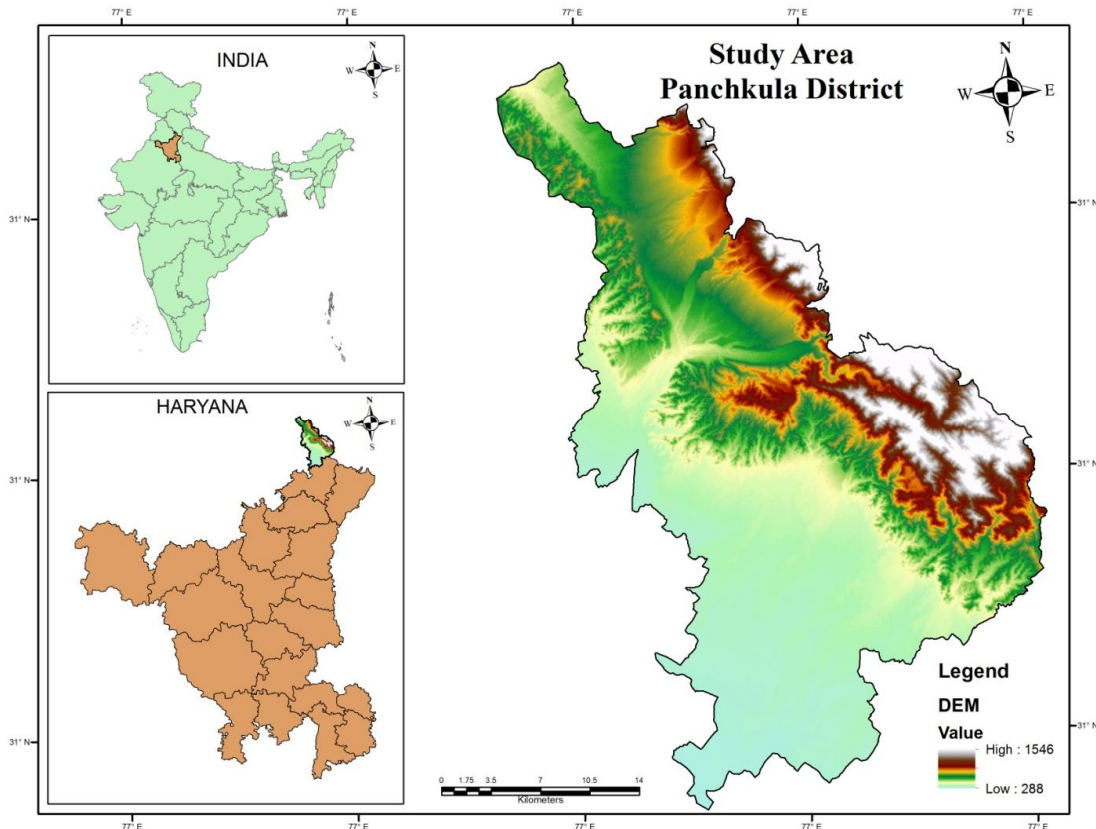 77° E 77° E 77° E 77° E 77° E
INDIA
N
W E
S
Study Area
Panchkula District
N
W E
S
31° N
31° N
HARYANA
N
W E
S
31° N
31° N
31° N
31° N
Legend
DEM
Value
High : 1546
Low : 288
0 1.75 3.5 7 10.5 14
Kilometers
77° E 77° E 77° E 77° E 77° E